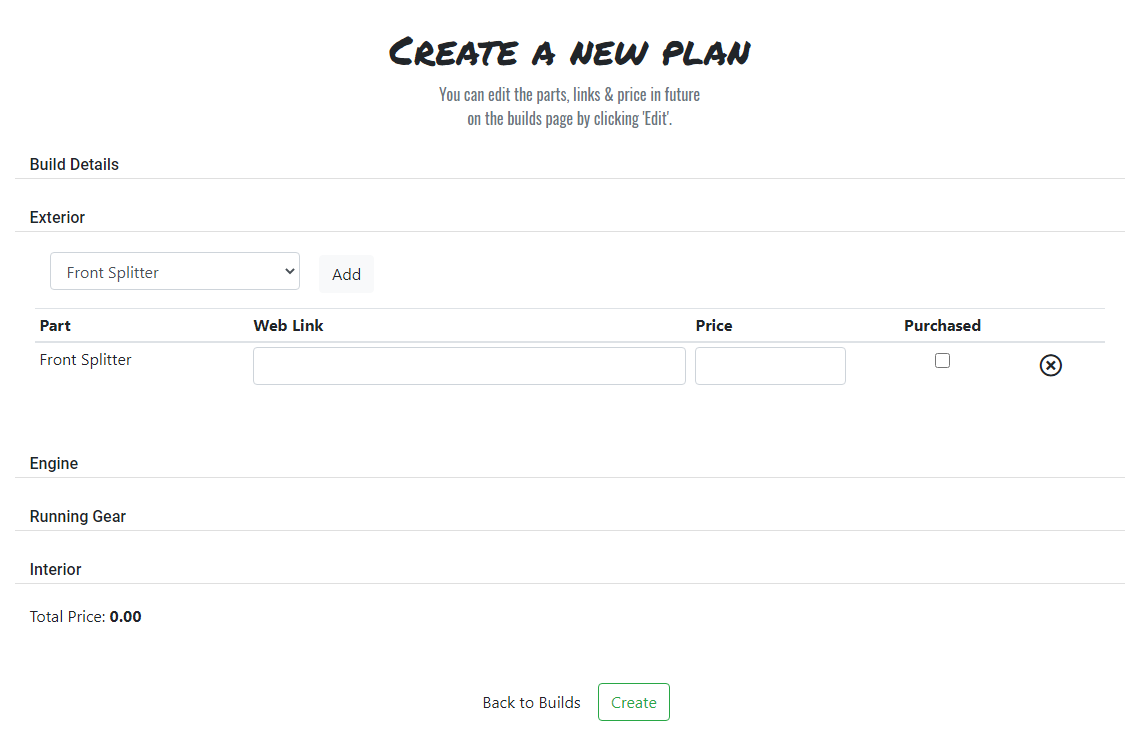 Create a new plan
You can edit the parts, links & price in future
on the builds page by clicking 'Edit'.
Build Details
Exterior
Front Splitter Add
Part Web Link Price Purchased
Front Splitter
Engine
Running Gear
Interior
Total Price: 0.00
Back to Builds Create